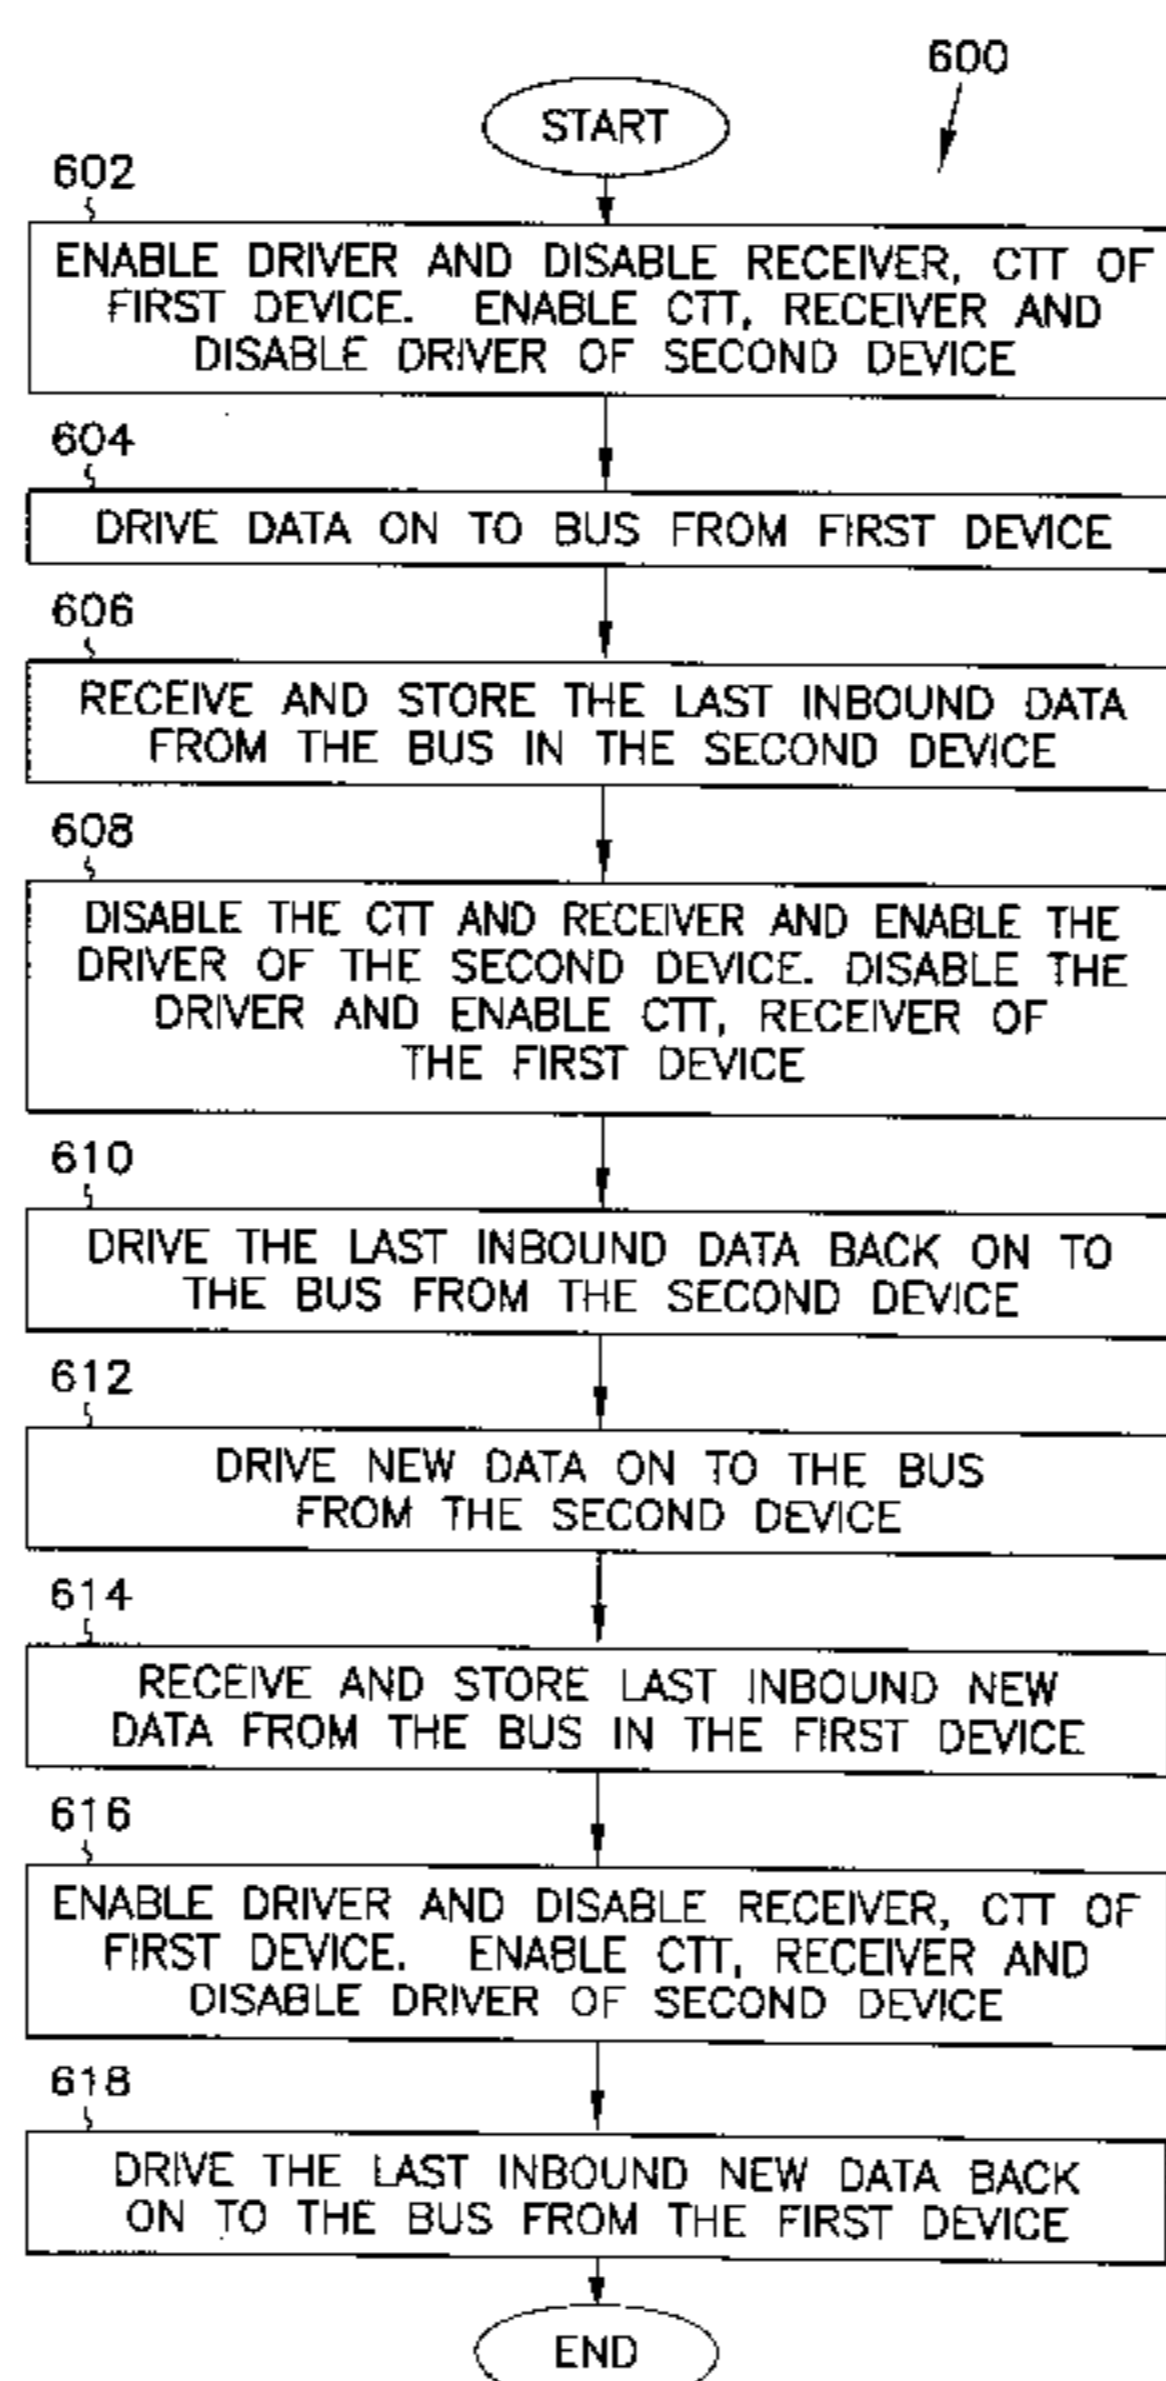 600
START
602
ENABLE DRIVER AND DISABLE RECEIVER, CTT OF
FIRST DEVICE. ENABLE CTT, RECEIVER AND
DISABLE DRIVER OF SECOND DEVICE
604
DRIVE DATA ON TO BUS FROM FIRST DEVICE
606
RECEIVE AND STORE THE LAST INBOUND DATA
FROM THE BUS IN THE SECOND DEVICE
608
DISABLE THE CTT AND RECEIVER AND ENABLE THE
DRIVER OF THE SECOND DEVICE. DISABLE THE
DRIVER AND ENABLE CTT, RECEIVER OF
THE FIRST DEVICE
610
DRIVE THE LAST INBOUND DATA BACK ON TO
THE BUS FROM THE SECOND DEVICE
612
DRIVE NEW DATA ON TO THE BUS
FROM THE SECOND DEVICE
614
RECEIVE AND STORE LAST INBOUND NEW
DATA FROM THE BUS IN THE FIRST DEVICE
616
ENABLE DRIVER AND DISABLE RECEIVER, CTT OF
FIRST DEVICE. ENABLE CTT, RECEIVER AND
DISABLE DRIVER OF SECOND DEVICE
618
DRIVE THE LAST INBOUND NEW DATA BACK
ON TO THE BUS FROM THE FIRST DEVICE
END